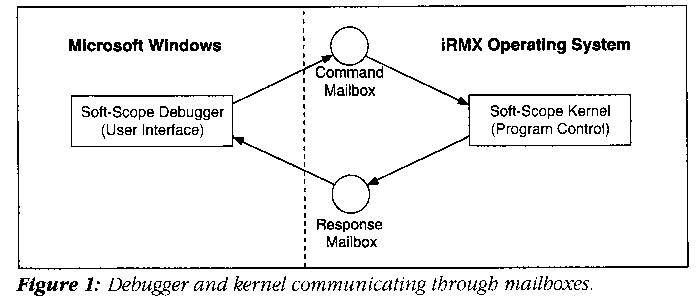 Microsoft Windows
iRMX Operating System
Command
Mailbox
Soft-Scope Debugger
(User Interface)
Soft-Scope Kernel
(Program Control)
Response
Mailbox
Figure 1: Debugger and kernel communicating through mailboxes.